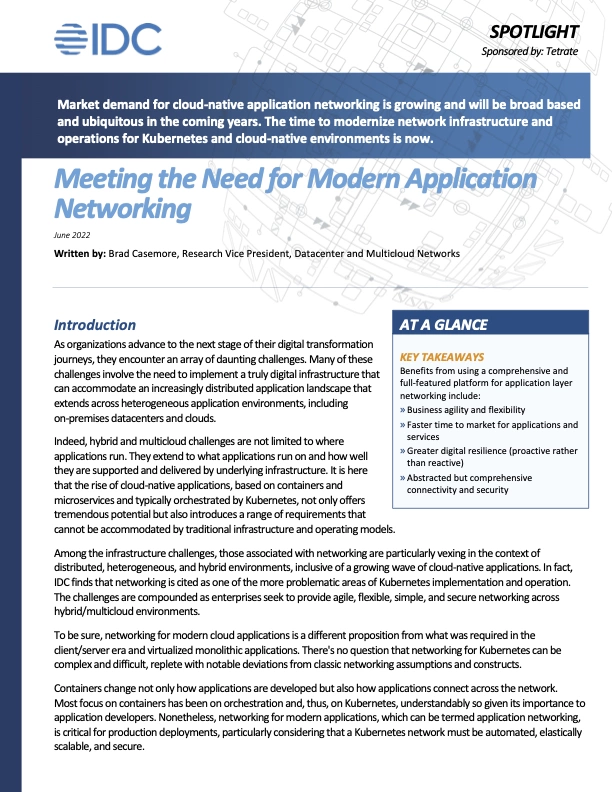 IDC
SPOTLIGHT
Sponsored by: Tetrate
Market demand for cloud-native application networking is growing and will be broad based
and ubiquitous in the coming years. The time to modernize network infrastructure and
operations for Kubernetes and cloud-native environments is now.
Meeting the Need for Modern Application
Networking
June 2022
Written by: Brad Casemore, Research Vice President, Datacenter and Multicloud Networks
Introduction
As organizations advance to the next stage of their digital transformation
journeys, they encounter an array of daunting challenges. Many of these
challenges involve the need to implement a truly digital infrastructure that
can accommodate an increasingly distributed application landscape that
extends across heterogeneous application environments, including
on-premises datacenters and clouds.
Indeed, hybrid and multicloud challenges are not limited to where
applications run. They extend to what applications run on and how well
they are supported and delivered by underlying infrastructure. It is here
that the rise of cloud-native applications, based on containers and
microservices and typically orchestrated by Kubernetes, not only offers
tremendous potential but also introduces a range of requirements that
cannot be accommodated by traditional infrastructure and operating models.
AT A GLANCE
KEY TAKEAWAYS
Benefits from using a comprehensive and
full-featured platform for application layer
networking include:
» Business agility and flexibility
» Faster time to market for applications and
services
» Greater digital resilience (proactive rather
than reactive)
» Abstracted but comprehensive
connectivity and security
Among the infrastructure challenges, those associated with networking are particularly vexing in the context of
distributed, heterogeneous, and hybrid environments, inclusive of a growing wave of cloud-native applications. In fact,
IDC finds that networking is cited as one of the more problematic areas of Kubernetes implementation and operation.
The challenges are compounded as enterprises seek to provide agile, flexible, simple, and secure networking across
hybrid/multicloud environments.
To be sure, networking for modern cloud applications is a different proposition from what was required in the
client/server era and virtualized monolithic applications. There's no question that networking for Kubernetes can be
complex and difficult, replete with notable deviations from classic networking assumptions and constructs.
Containers change not only how applications are developed but also how applications connect across the network.
Most focus on containers has been on orchestration and, thus, on Kubernetes, understandably so given its importance to
application developers. Nonetheless, networking for modern applications, which can be termed application networking,
is critical for production deployments, particularly considering that a Kubernetes network must be automated, elastically
scalable, and secure.